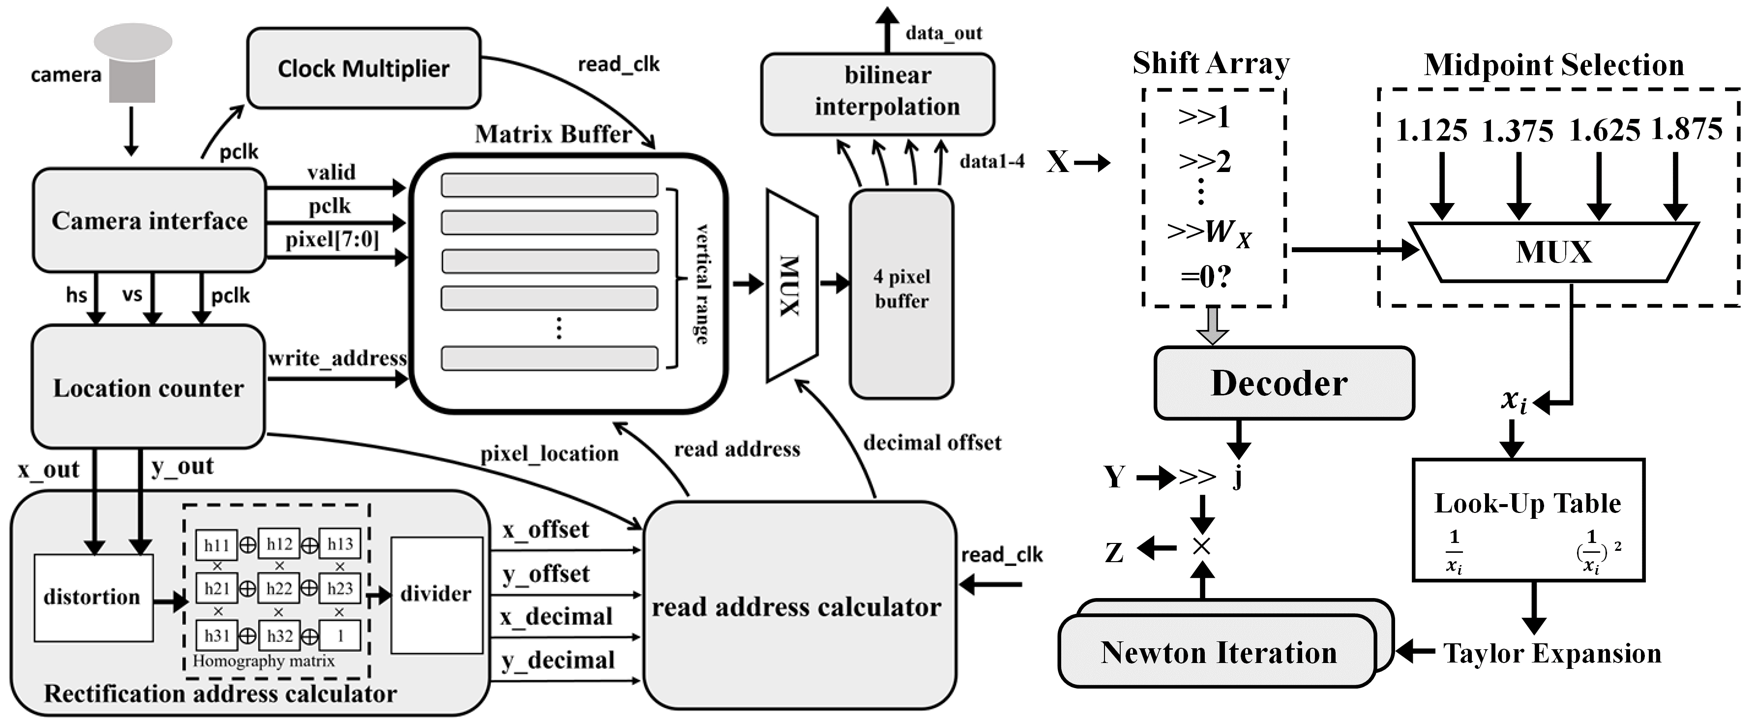 camera
Clock Multiplier
read_clk
pclk
Camera interface
valid
pclk
pixel[7:0]
hs
vs
pclk
Location counter
write_address
Matrix Buffer
⋮
vertical range
MUX
4 pixel
buffer
data1-4
bilinear
interpolation
data_out
x_out
y_out
pixel_location
read address
decimal offset
distortion
h11 ⊕ h12 ⊕ h13
× × ×
h21 ⊕ h22 ⊕ h23
× × ×
h31 ⊕ h32 ⊕ 1
Homography matrix
divider
Rectification address calculator
x_offset
y_offset
x_decimal
y_decimal
read address calculator
read_clk
X
Shift Array
>>1
>>2
⋮
>>W_X
=0?
Midpoint Selection
1.125 1.375 1.625 1.875
MUX
Decoder
x_i
Y >> j
×
Z
Look-Up Table
1/x_i (1/x_i)²
Taylor Expansion
Newton Iteration